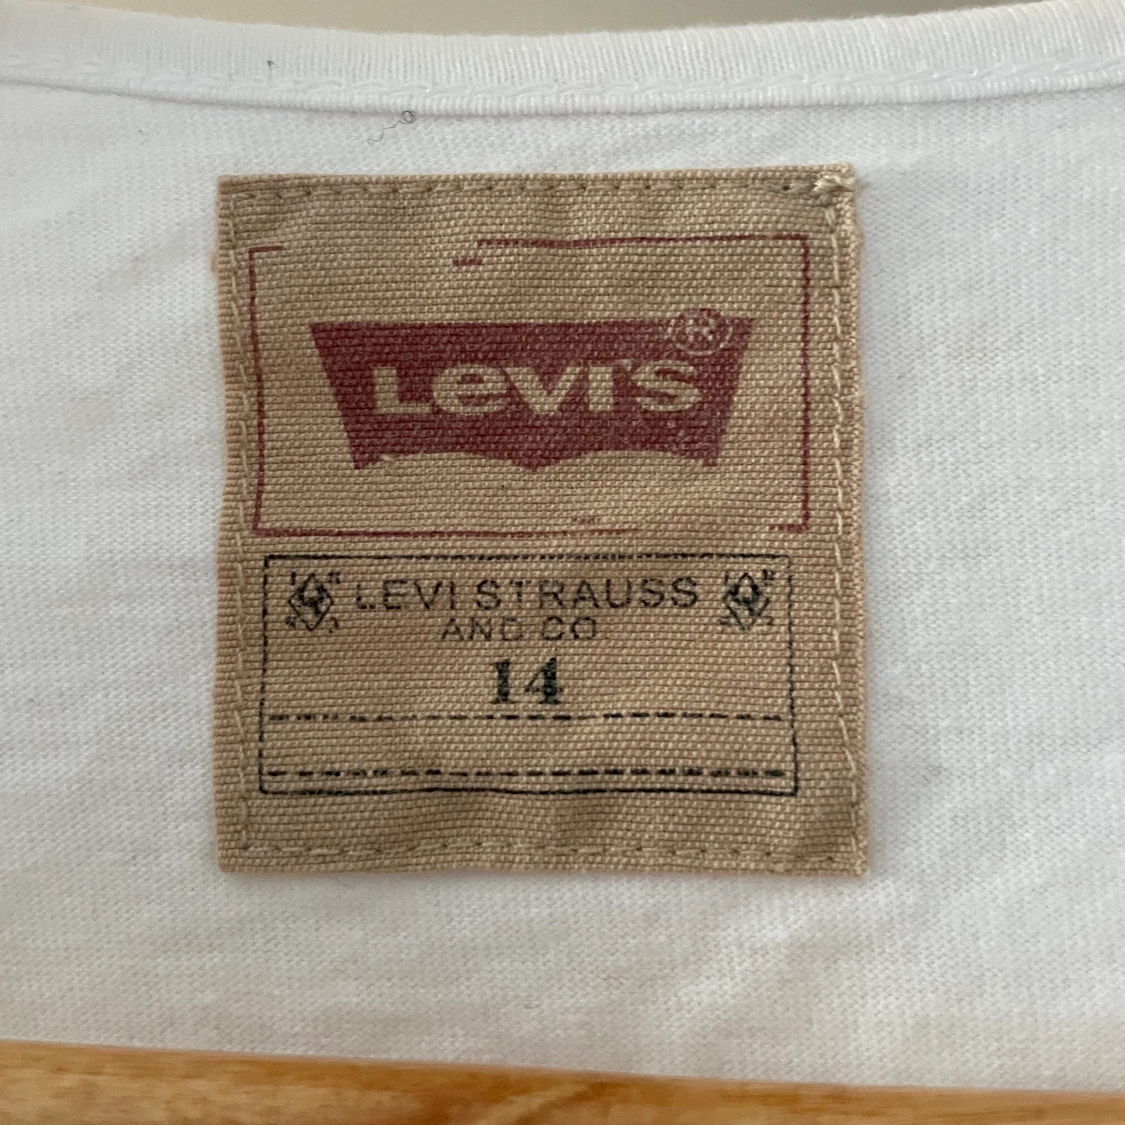 Levi's®
LEVI STRAUSS
AND CO
14